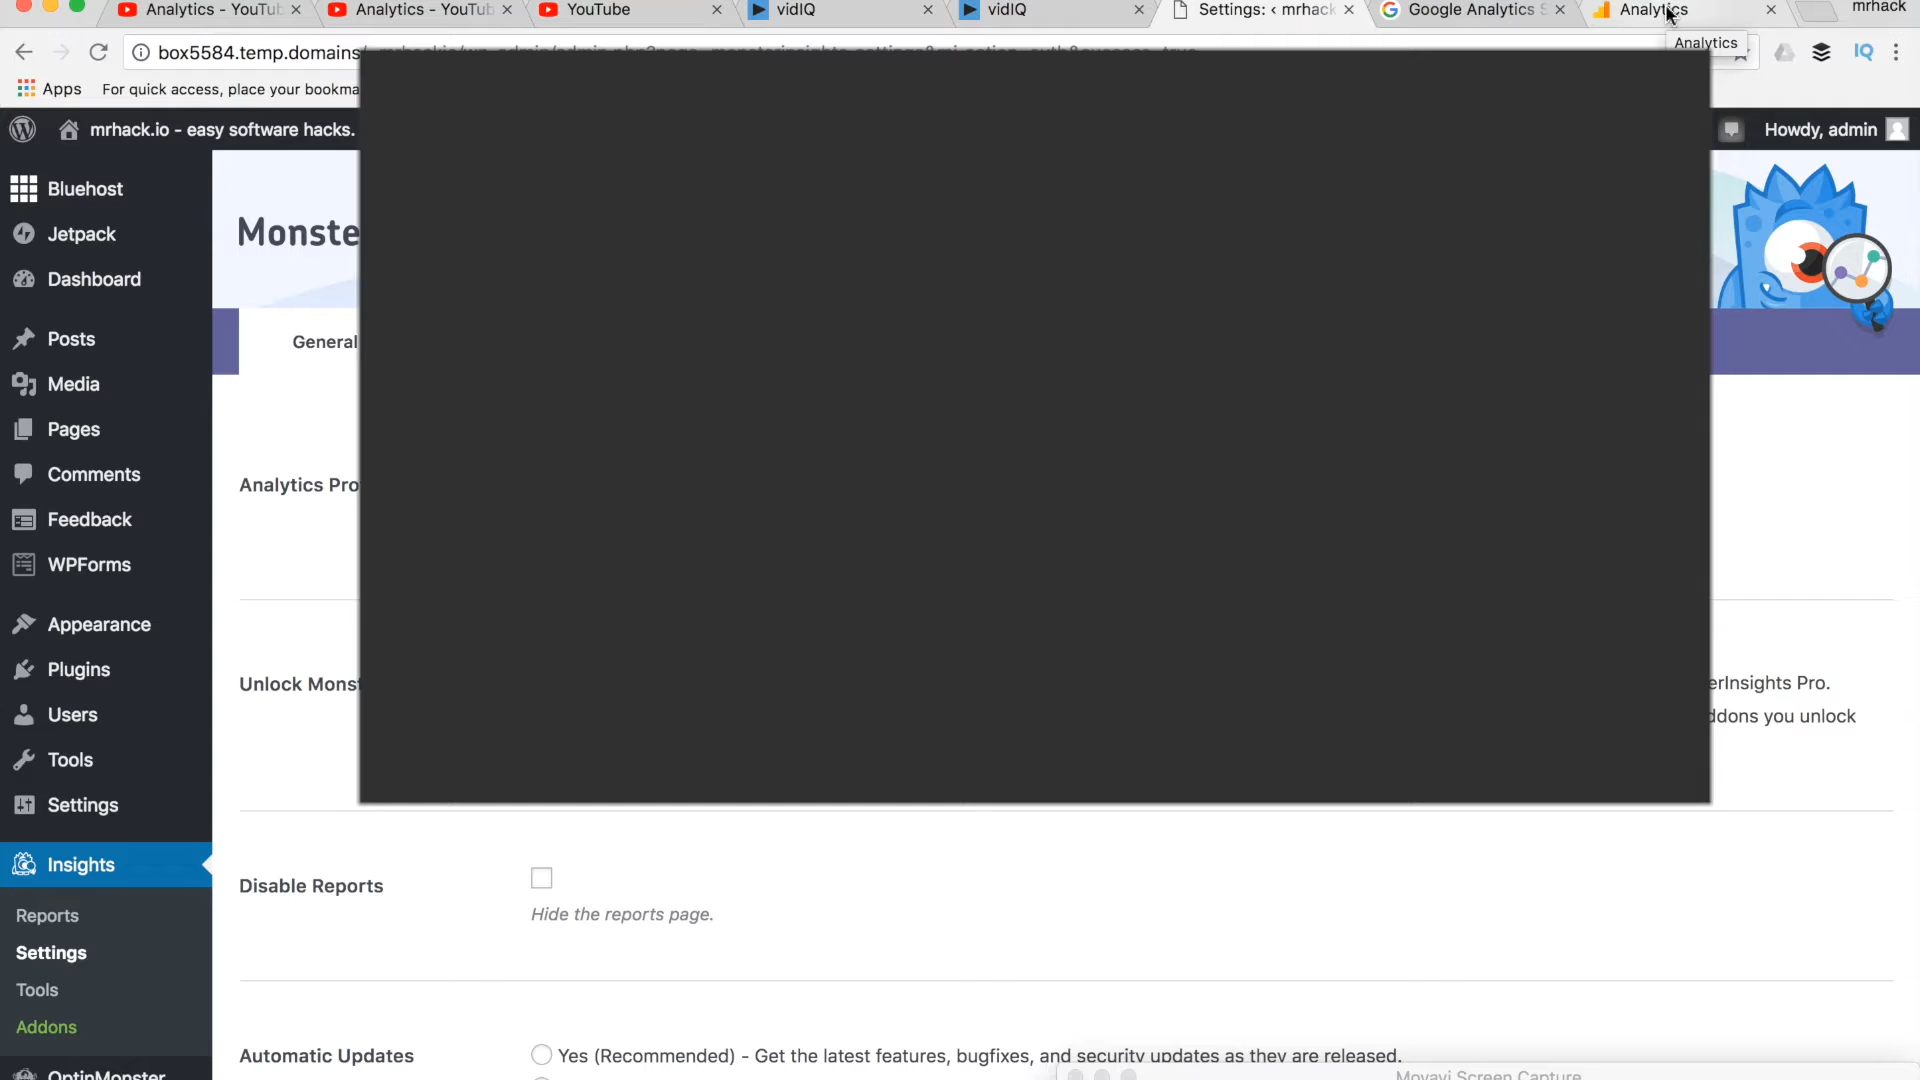 Analytics - YouTub
Analytics - YouTub
YouTube
vidIQ
vidIQ
Settings: ‹ mrhack
Google Analytics S
Analytics
mrhack
box5584.temp.domains
Analytics
IQ
Apps
For quick access, place your bookma
mrhack.io - easy software hacks.
Howdy, admin
Bluehost
Jetpack
Dashboard
Posts
Media
Pages
Comments
Feedback
WPForms
Appearance
Plugins
Users
Tools
Settings
Insights
Reports
Settings
Tools
Addons
OptinMonster
Monste
General
Analytics Pro
Unlock Monst
erInsights Pro.
ddons you unlock
Disable Reports
Hide the reports page.
Automatic Updates
Yes (Recommended) - Get the latest features, bugfixes, and security updates as they are released.
Movavi Screen Capture